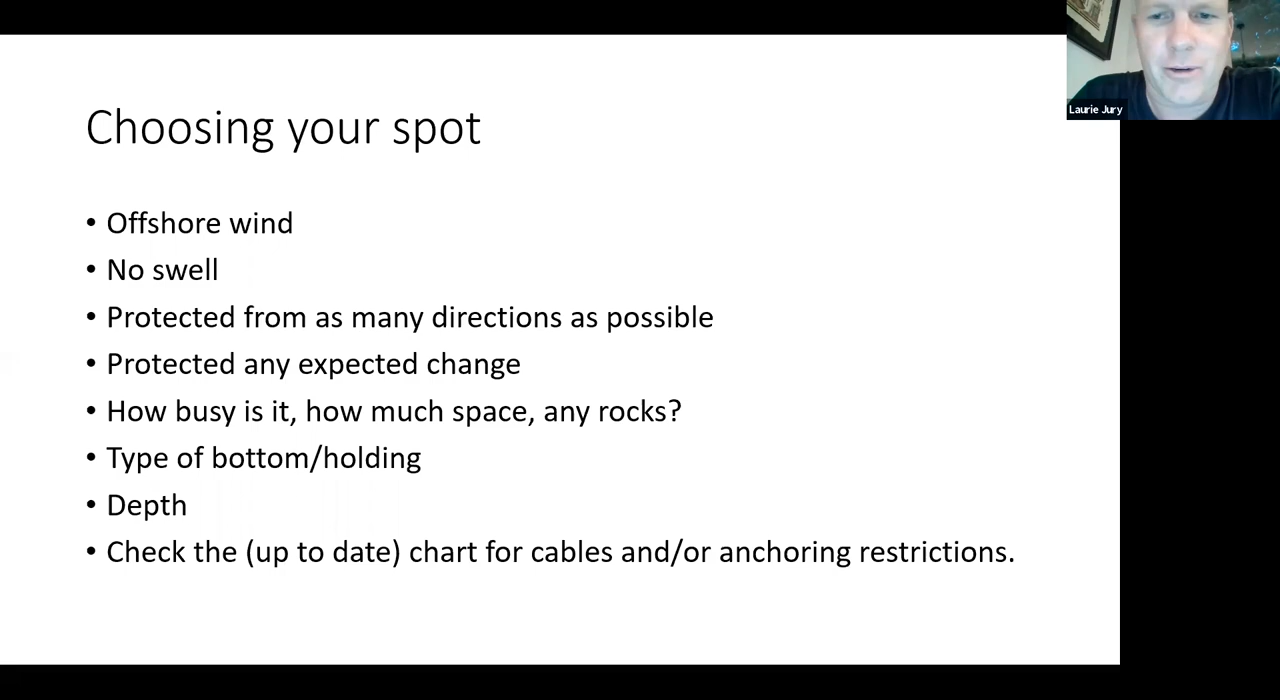 Laurie Jury
Choosing your spot
• Offshore wind
• No swell
• Protected from as many directions as possible
• Protected any expected change
• How busy is it, how much space, any rocks?
• Type of bottom/holding
• Depth
• Check the (up to date) chart for cables and/or anchoring restrictions.